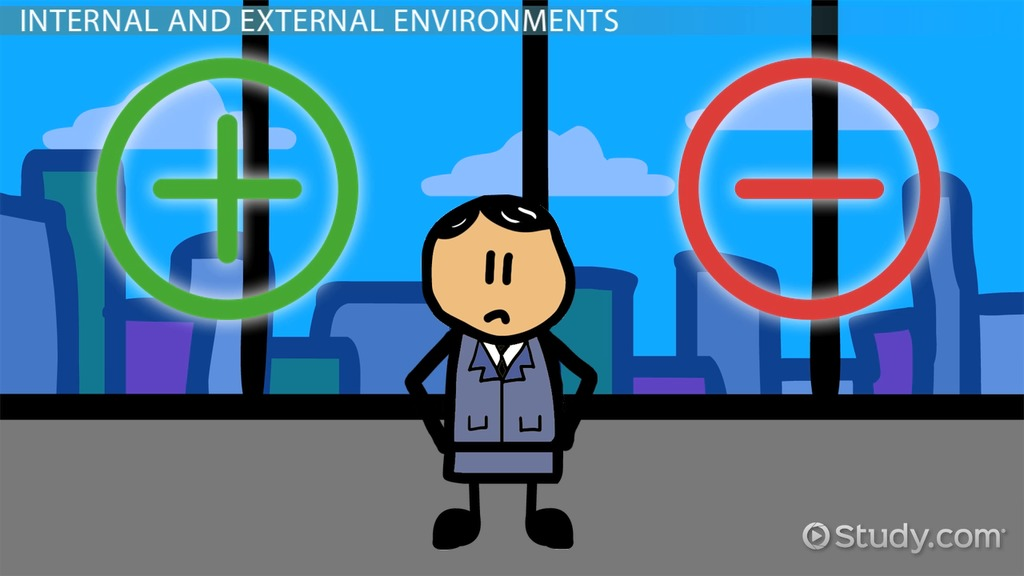 INTERNAL AND EXTERNAL ENVIRONMENTS
Study.com